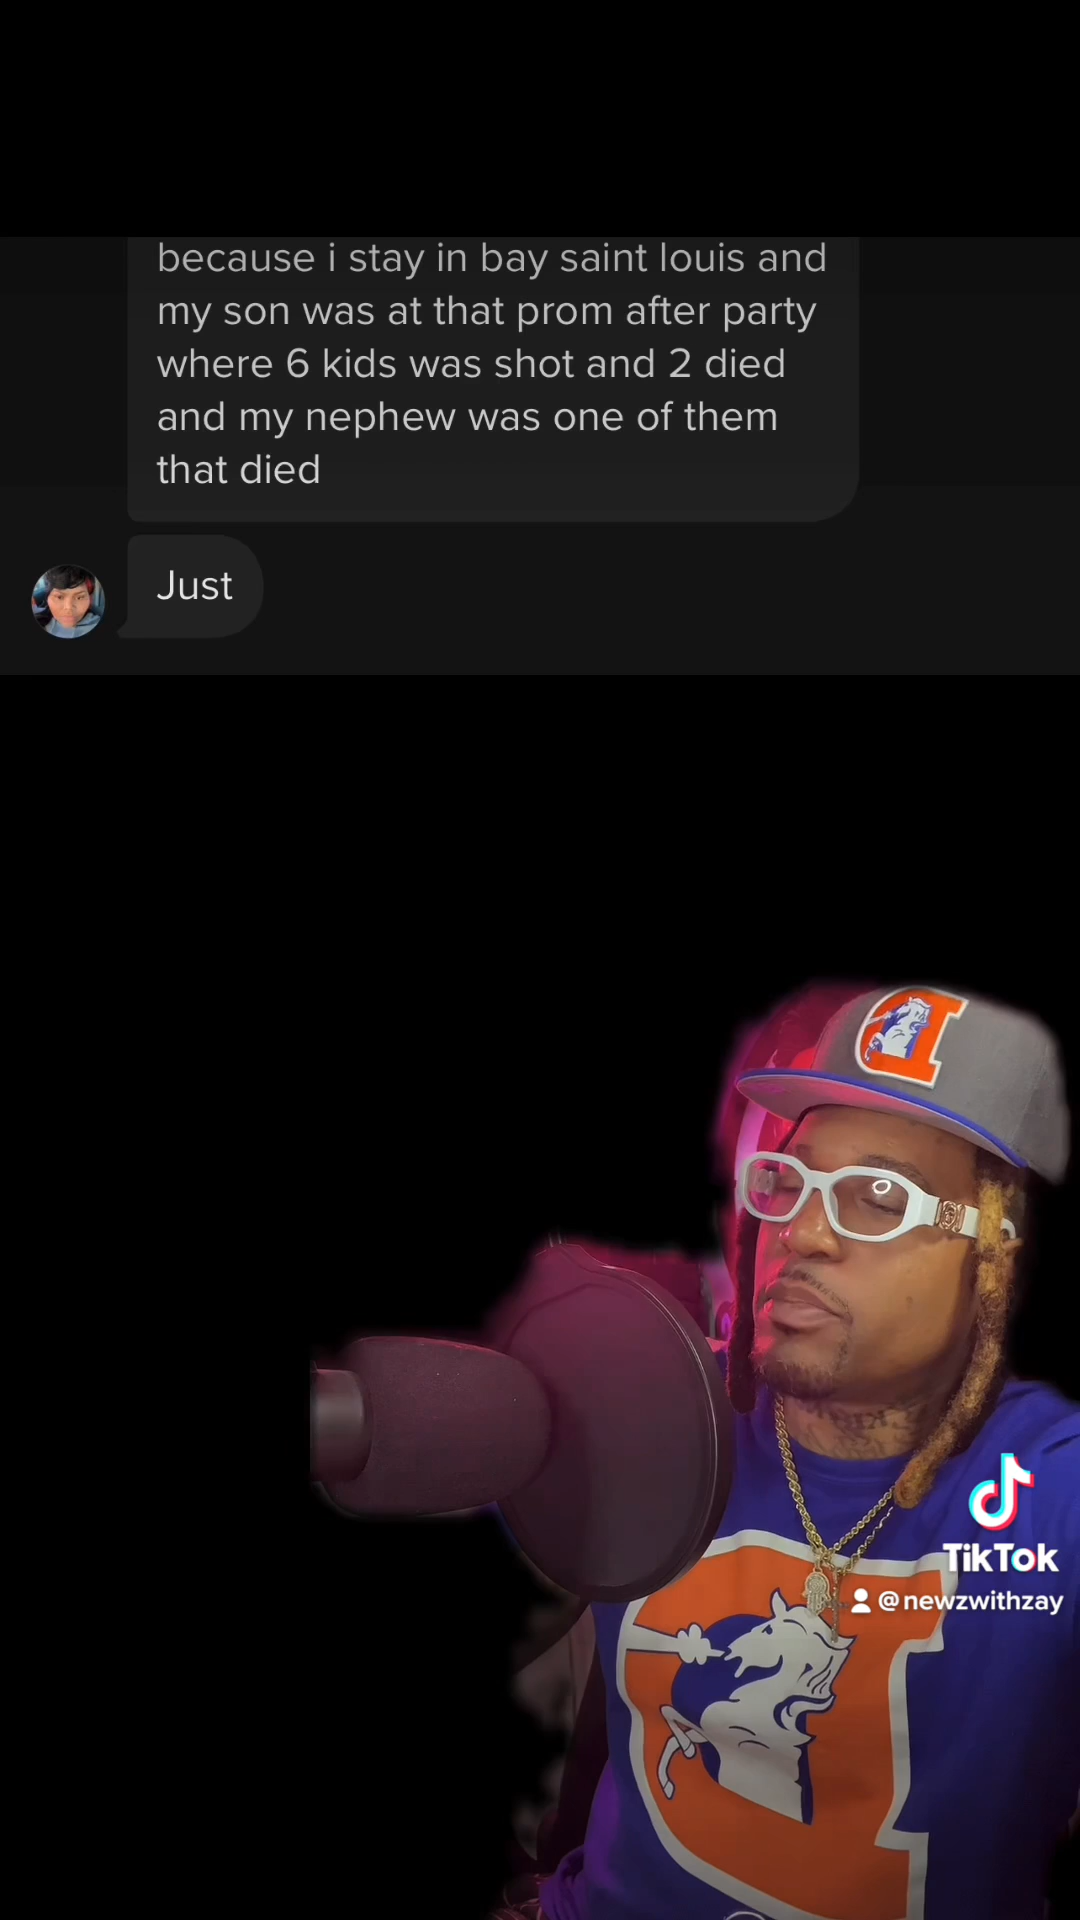 because i stay in bay saint louis and
my son was at that prom after party
where 6 kids was shot and 2 died
and my nephew was one of them
that died
Just
TikTok
@newzwithzay